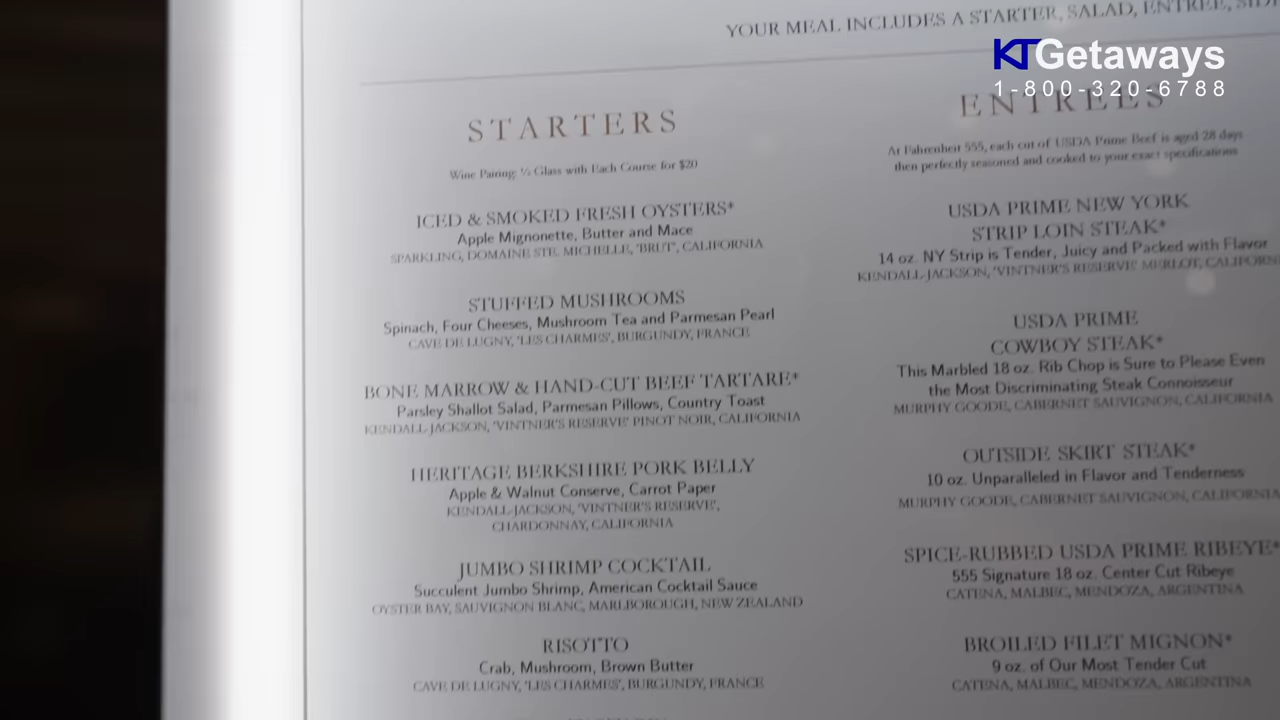 YOUR MEAL INCLUDES A STARTER, SALAD, ENTREE,
KTGetaways
1-800-320-6788
STARTERS
Wine Pairing: ½ Glass with Each Course for $20
ICED & SMOKED FRESH OYSTERS*
Apple Mignonette, Butter and Mace
SPARKLING, DOMAINE STE. MICHELLE, 'BRUT', CALIFORNIA
STUFFED MUSHROOMS
Spinach, Four Cheeses, Mushroom Tea and Parmesan Pearl
CAVE DE LUGNY, 'LES CHARMES', BURGUNDY, FRANCE
BONE MARROW & HAND-CUT BEEF TARTARE*
Parsley Shallot Salad, Parmesan Pillows, Country Toast
KENDALL-JACKSON, 'VINTNER'S RESERVE' PINOT NOIR, CALIFORNIA
HERITAGE BERKSHIRE PORK BELLY
Apple & Walnut Conserve, Carrot Paper
KENDALL-JACKSON, 'VINTNER'S RESERVE',
CHARDONNAY, CALIFORNIA
JUMBO SHRIMP COCKTAIL
Succulent Jumbo Shrimp, American Cocktail Sauce
OYSTER BAY, SAUVIGNON BLANC, MARLBOROUGH, NEW ZEALAND
RISOTTO
Crab, Mushroom, Brown Butter
CAVE DE LUGNY, 'LES CHARMES', BURGUNDY, FRANCE
ENTREES
At Fahrenheit 555, each cut of USDA Prime Beef is aged 28 days
then perfectly seasoned and cooked to your exact specifications
USDA PRIME NEW YORK
STRIP LOIN STEAK*
14 oz. NY Strip is Tender, Juicy and Packed with Flavor
KENDALL-JACKSON, 'VINTNER'S RESERVE' MERLOT, CALIFORN
USDA PRIME
COWBOY STEAK*
This Marbled 18 oz. Rib Chop is Sure to Please Even
the Most Discriminating Steak Connoisseur
MURPHY GOODE, CABERNET SAUVIGNON, CALIFORNIA
OUTSIDE SKIRT STEAK*
10 oz. Unparalleled in Flavor and Tenderness
MURPHY GOODE, CABERNET SAUVIGNON, CALIFORNIA
SPICE-RUBBED USDA PRIME RIBEYE*
555 Signature 18 oz. Center Cut Ribeye
CATENA, MALBEC, MENDOZA, ARGENTINA
BROILED FILET MIGNON*
9 oz. of Our Most Tender Cut
CATENA, MALBEC, MENDOZA, ARGENTINA